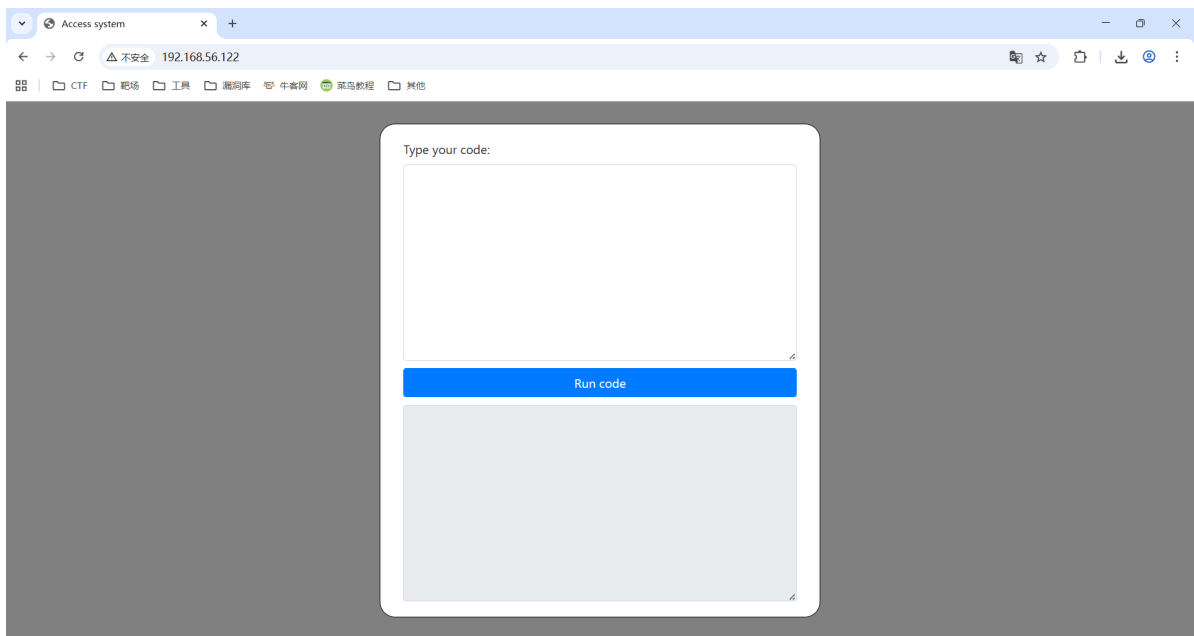 Access system
不安全 192.168.56.122
CTF 靶场 工具 漏洞库 牛客网 菜鸟教程 其他
Type your code:
Run code